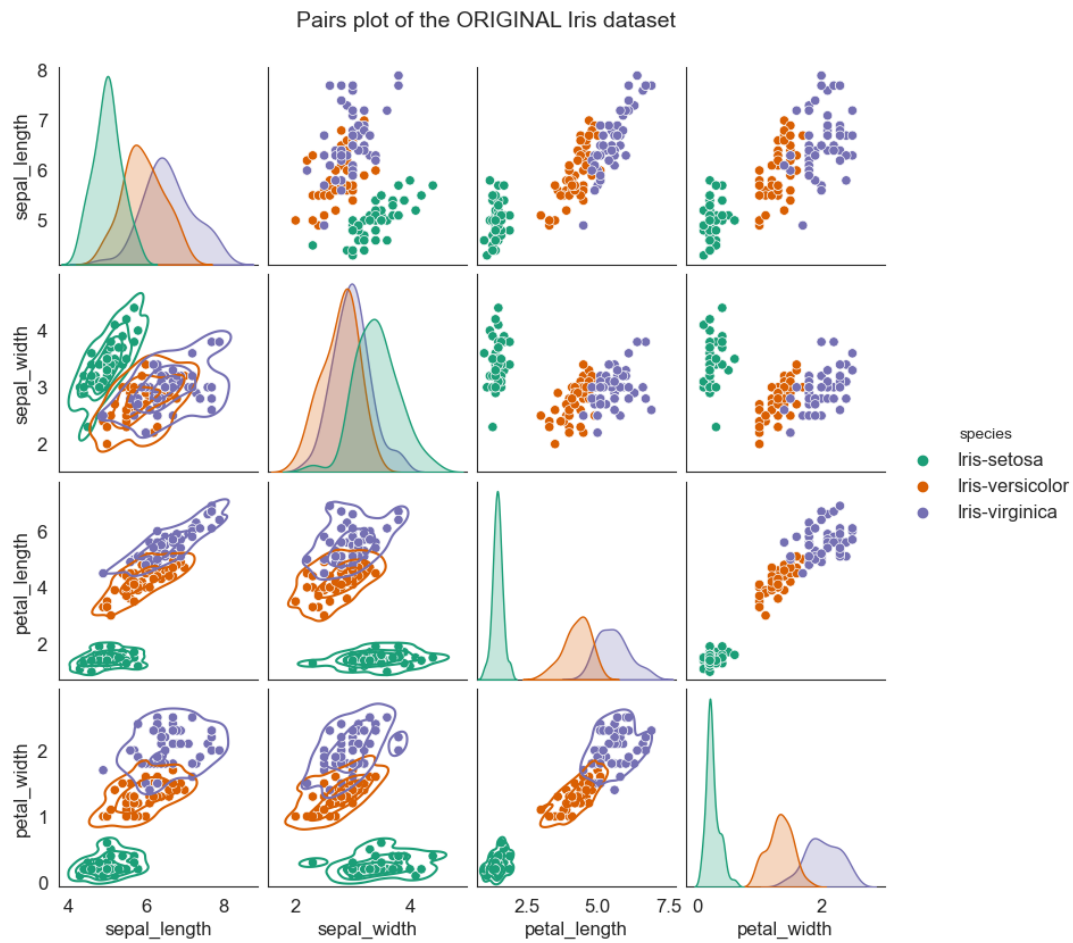 Pairs plot of the ORIGINAL Iris dataset
8
7
6
5
sepal_length
4
3
2
sepal_width
species
Iris-setosa
Iris-versicolor
Iris-virginica
6
4
2
petal_length
2
1
0
petal_width
4 6 8 2 4 2.5 5.0 7.5 0 2
sepal_length sepal_width petal_length petal_width